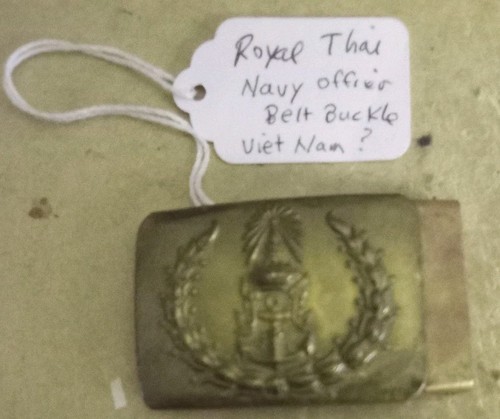 Royal Thai
Navy officer
Belt Buckle
Viet Nam ?